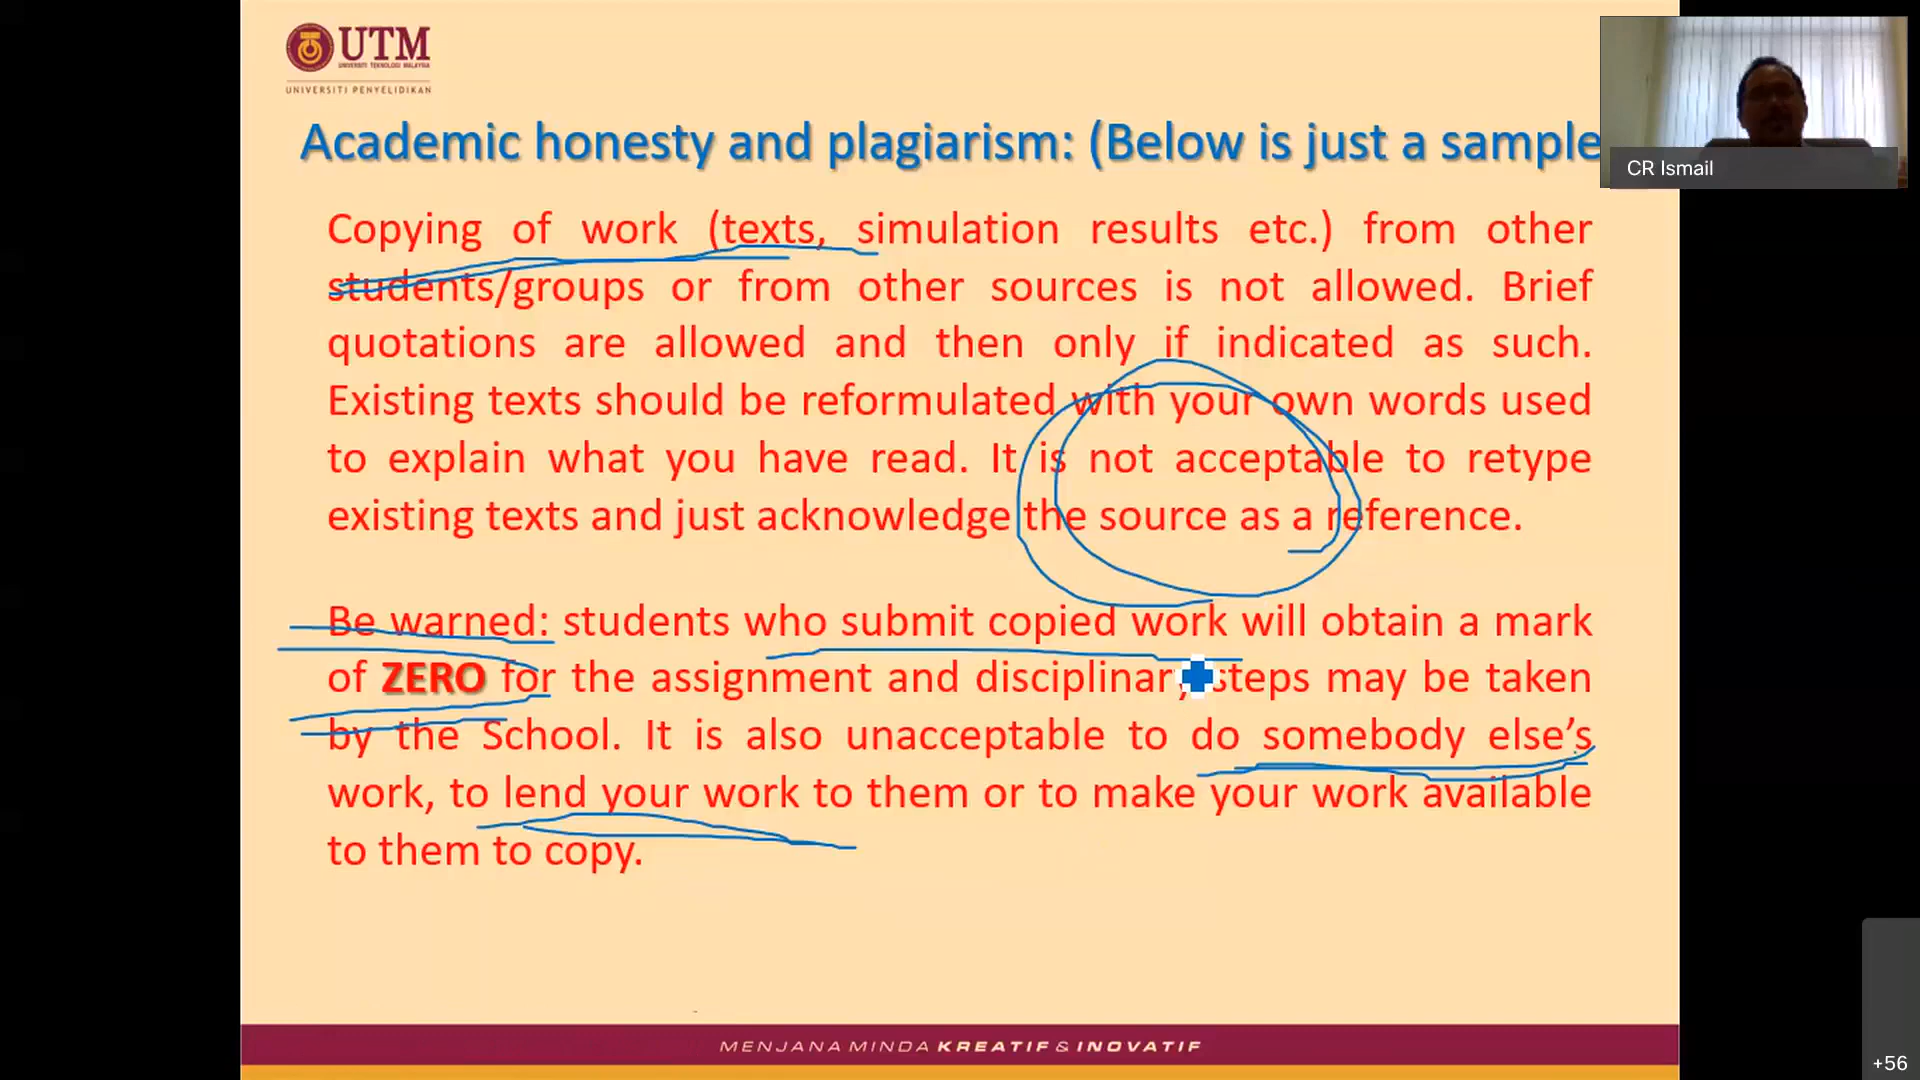 UTM
UNIVERSITI TEKNOLOGI MALAYSIA
UNIVERSITI PENYELIDIKAN
Academic honesty and plagiarism: (Below is just a sample
CR Ismail
Copying of work (texts, simulation results etc.) from other
students/groups or from other sources is not allowed. Brief
quotations are allowed and then only if indicated as such.
Existing texts should be reformulated with your own words used
to explain what you have read. It is not acceptable to retype
existing texts and just acknowledge the source as a reference.
Be warned: students who submit copied work will obtain a mark
of ZERO for the assignment and disciplinary steps may be taken
by the School. It is also unacceptable to do somebody else’s
work, to lend your work to them or to make your work available
to them to copy.
MENJANA MINDA KREATIF & INOVATIF
+56